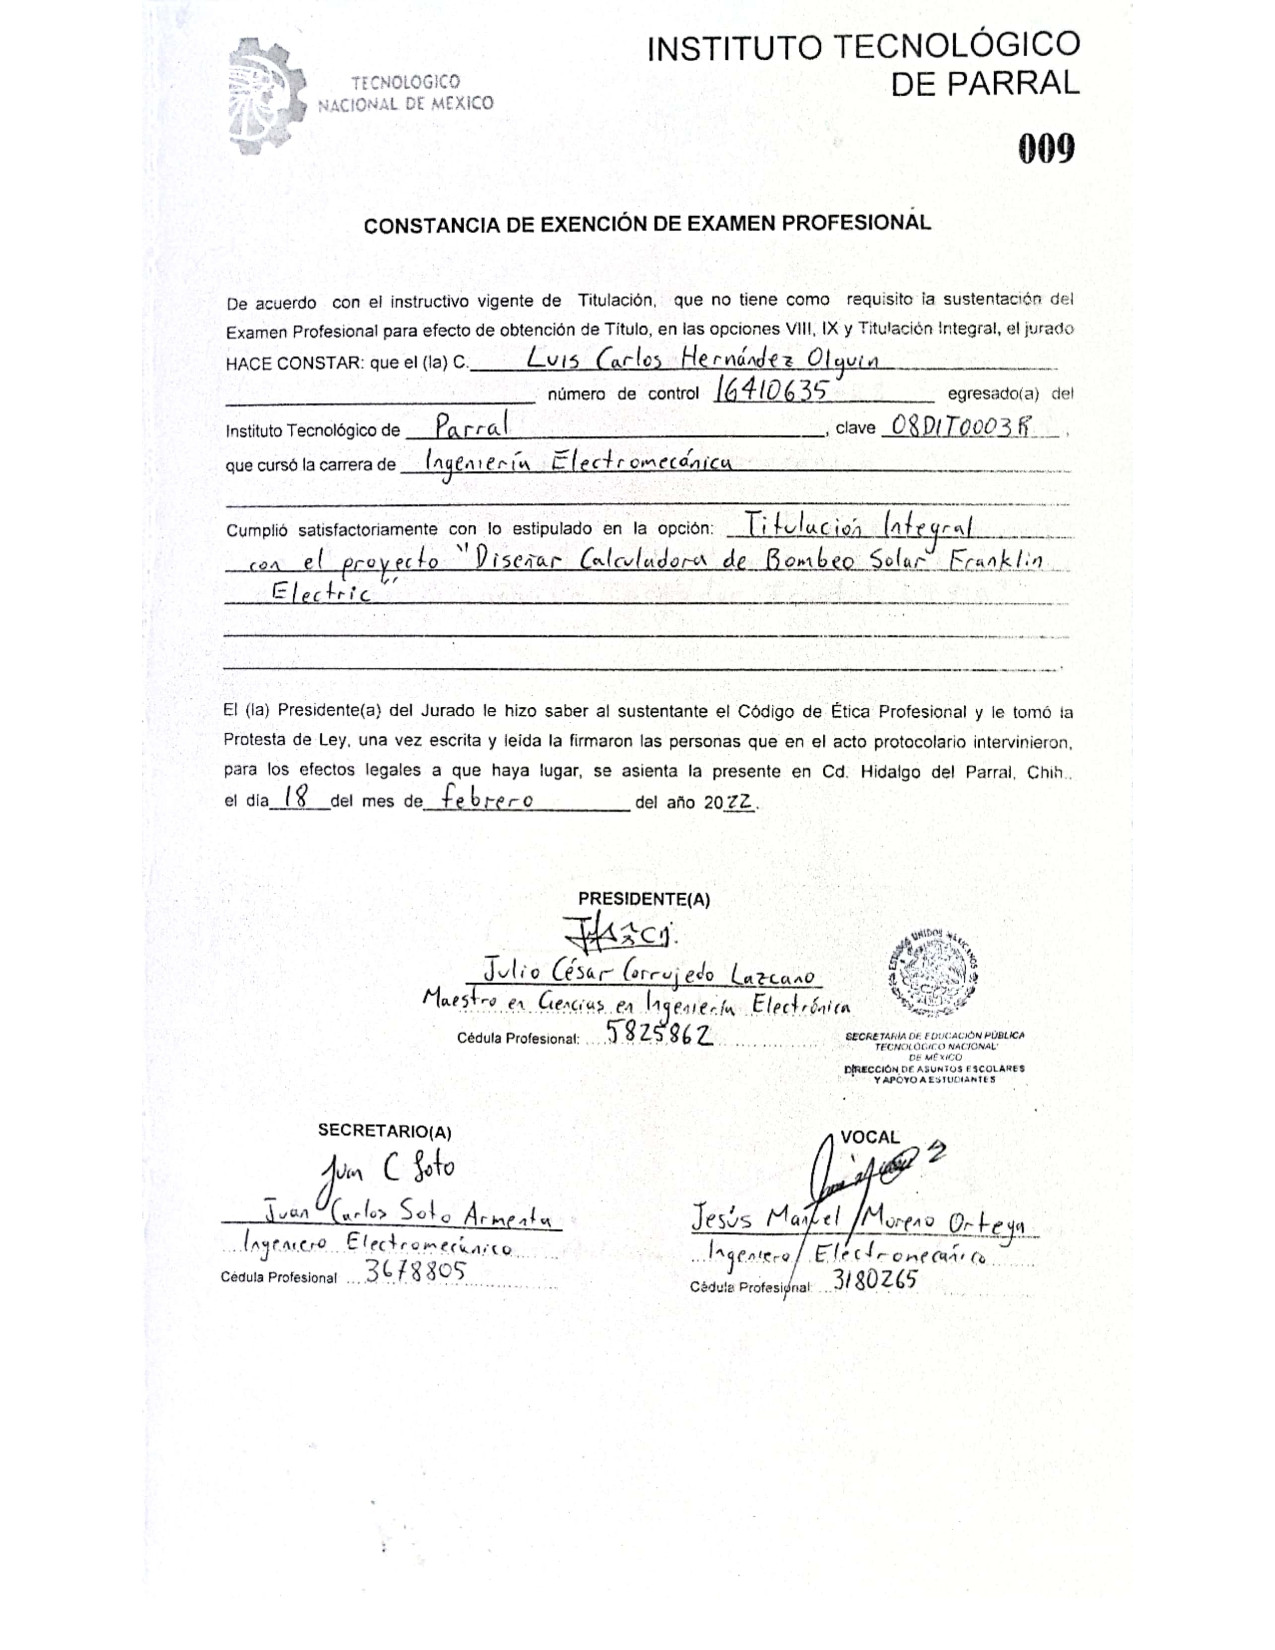 TECNOLOGICO
NACIONAL DE MEXICO
INSTITUTO TECNOLÓGICO
DE PARRAL
009
CONSTANCIA DE EXENCIÓN DE EXAMEN PROFESIONAL
De acuerdo con el instructivo vigente de Titulación, que no tiene como requisito la sustentación del
Examen Profesional para efecto de obtención de Título, en las opciones VIII, IX y Titulación Integral, el jurado
HACE CONSTAR: que el (la) C. Luis Carlos Hernández Olguin
número de control 16410635 egresado(a) del
Instituto Tecnológico de Parral, clave 08DIT0003R,
que cursó la carrera de Ingeniería Electromecánica
Cumplió satisfactoriamente con lo estipulado en la opción: Titulación Integral
con el proyecto "Diseñar Calculadora de Bombeo Solar Franklin
Electric"
El (la) Presidente(a) del Jurado le hizo saber al sustentante el Código de Ética Profesional y le tomó la
Protesta de Ley, una vez escrita y leída la firmaron las personas que en el acto protocolario intervinieron,
para los efectos legales a que haya lugar, se asienta la presente en Cd. Hidalgo del Parral, Chih.,
el día 18 del mes de febrero del año 2022.
PRESIDENTE(A)
Julio César Corrujedo Lazcano
Maestro en Ciencias en Ingeniería Electrónica
Cédula Profesional: 5825862
ESTADOS UNIDOS MEXICANOS
SECRETARÍA DE EDUCACIÓN PÚBLICA
TECNOLÓGICO NACIONAL
DE MÉXICO
DIRECCIÓN DE ASUNTOS ESCOLARES
Y APOYO A ESTUDIANTES
SECRETARIO(A)
Juan C Soto
Juan Carlos Soto Armenta
Ingeniero Electromecánico
Cédula Profesional 3678805
VOCAL
Jesús Manuel Moreno Ortega
Ingeniero Electromecánico
Cédula Profesional: 3180265